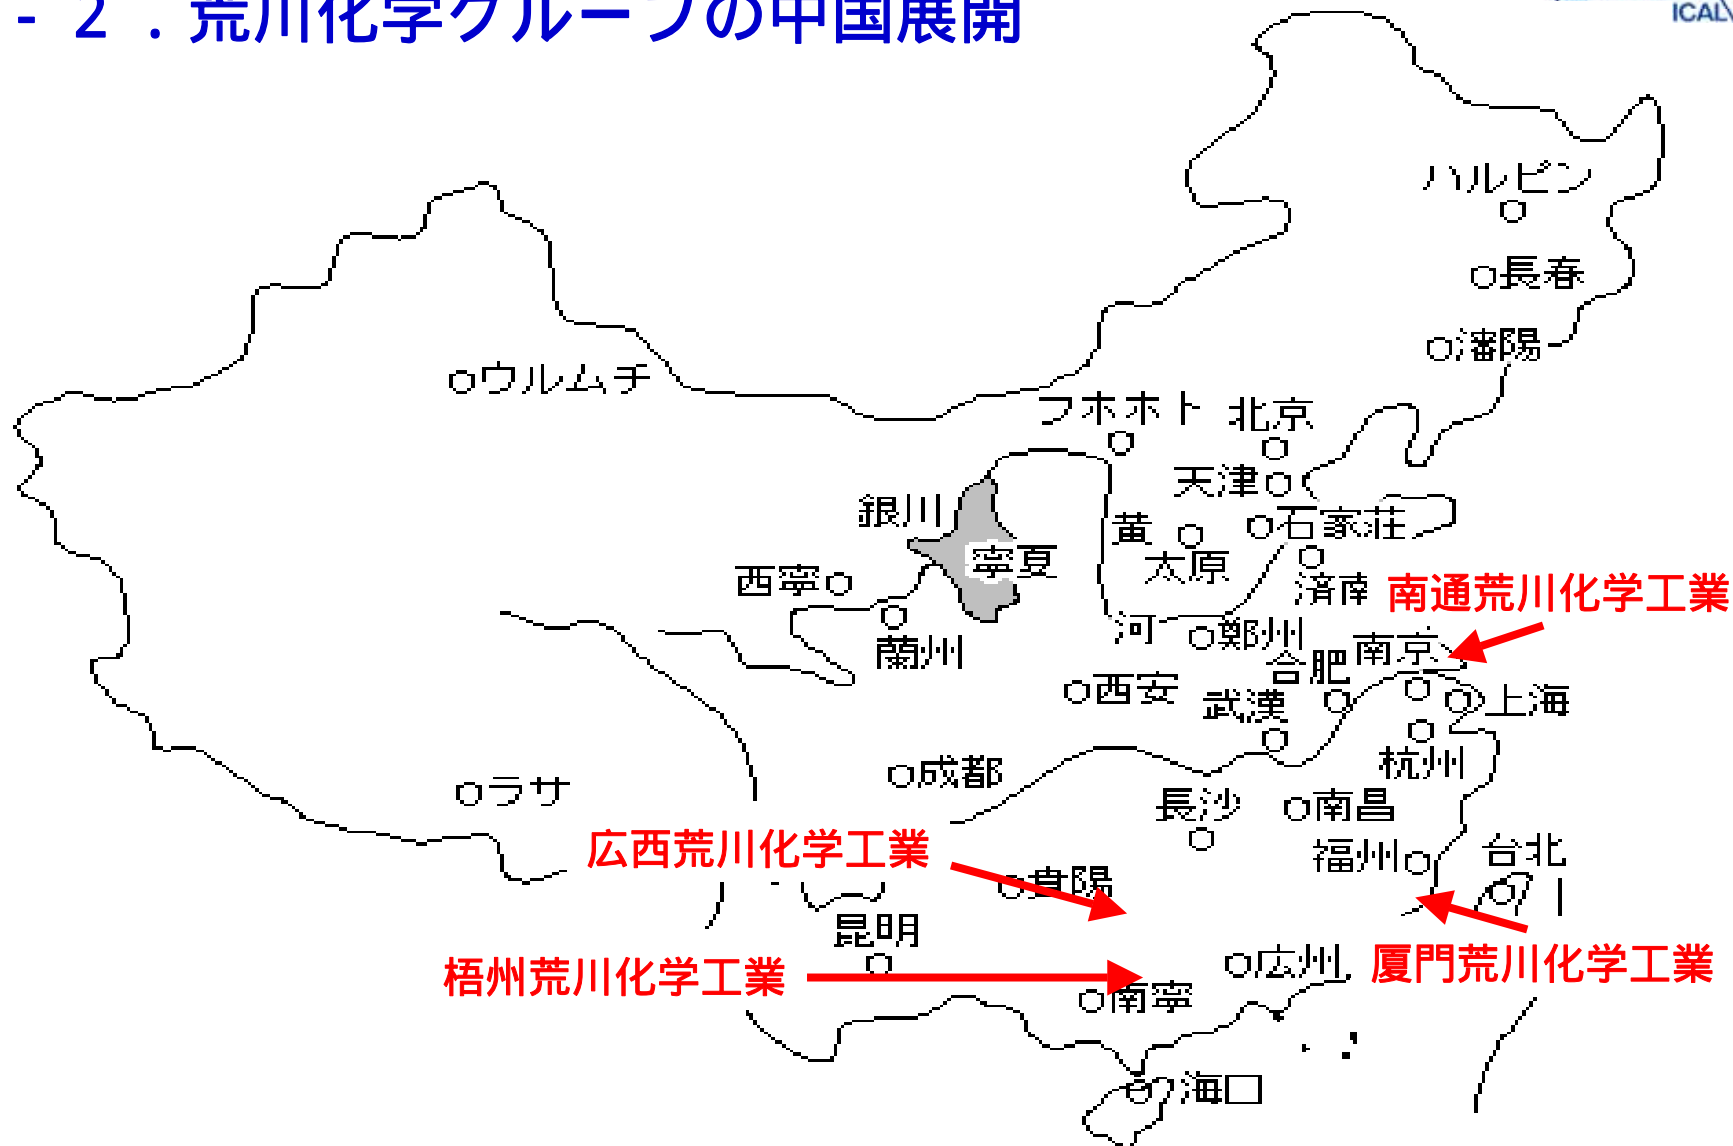 - ２．荒川化学グループの中国展開
ICAL
ハルピン
長春
瀋陽
ウルムチ
フホホト
北京
天津
銀川
黄
石家荘
寧夏
太原
西寧
済南
南通荒川化学工業
河
鄭州
蘭州
合肥
南京
西安
武漢
上海
杭州
成都
ラサ
長沙
南昌
広西荒川化学工業
福州
台北
貴陽
昆明
広州
厦門荒川化学工業
梧州荒川化学工業
南寧
海口